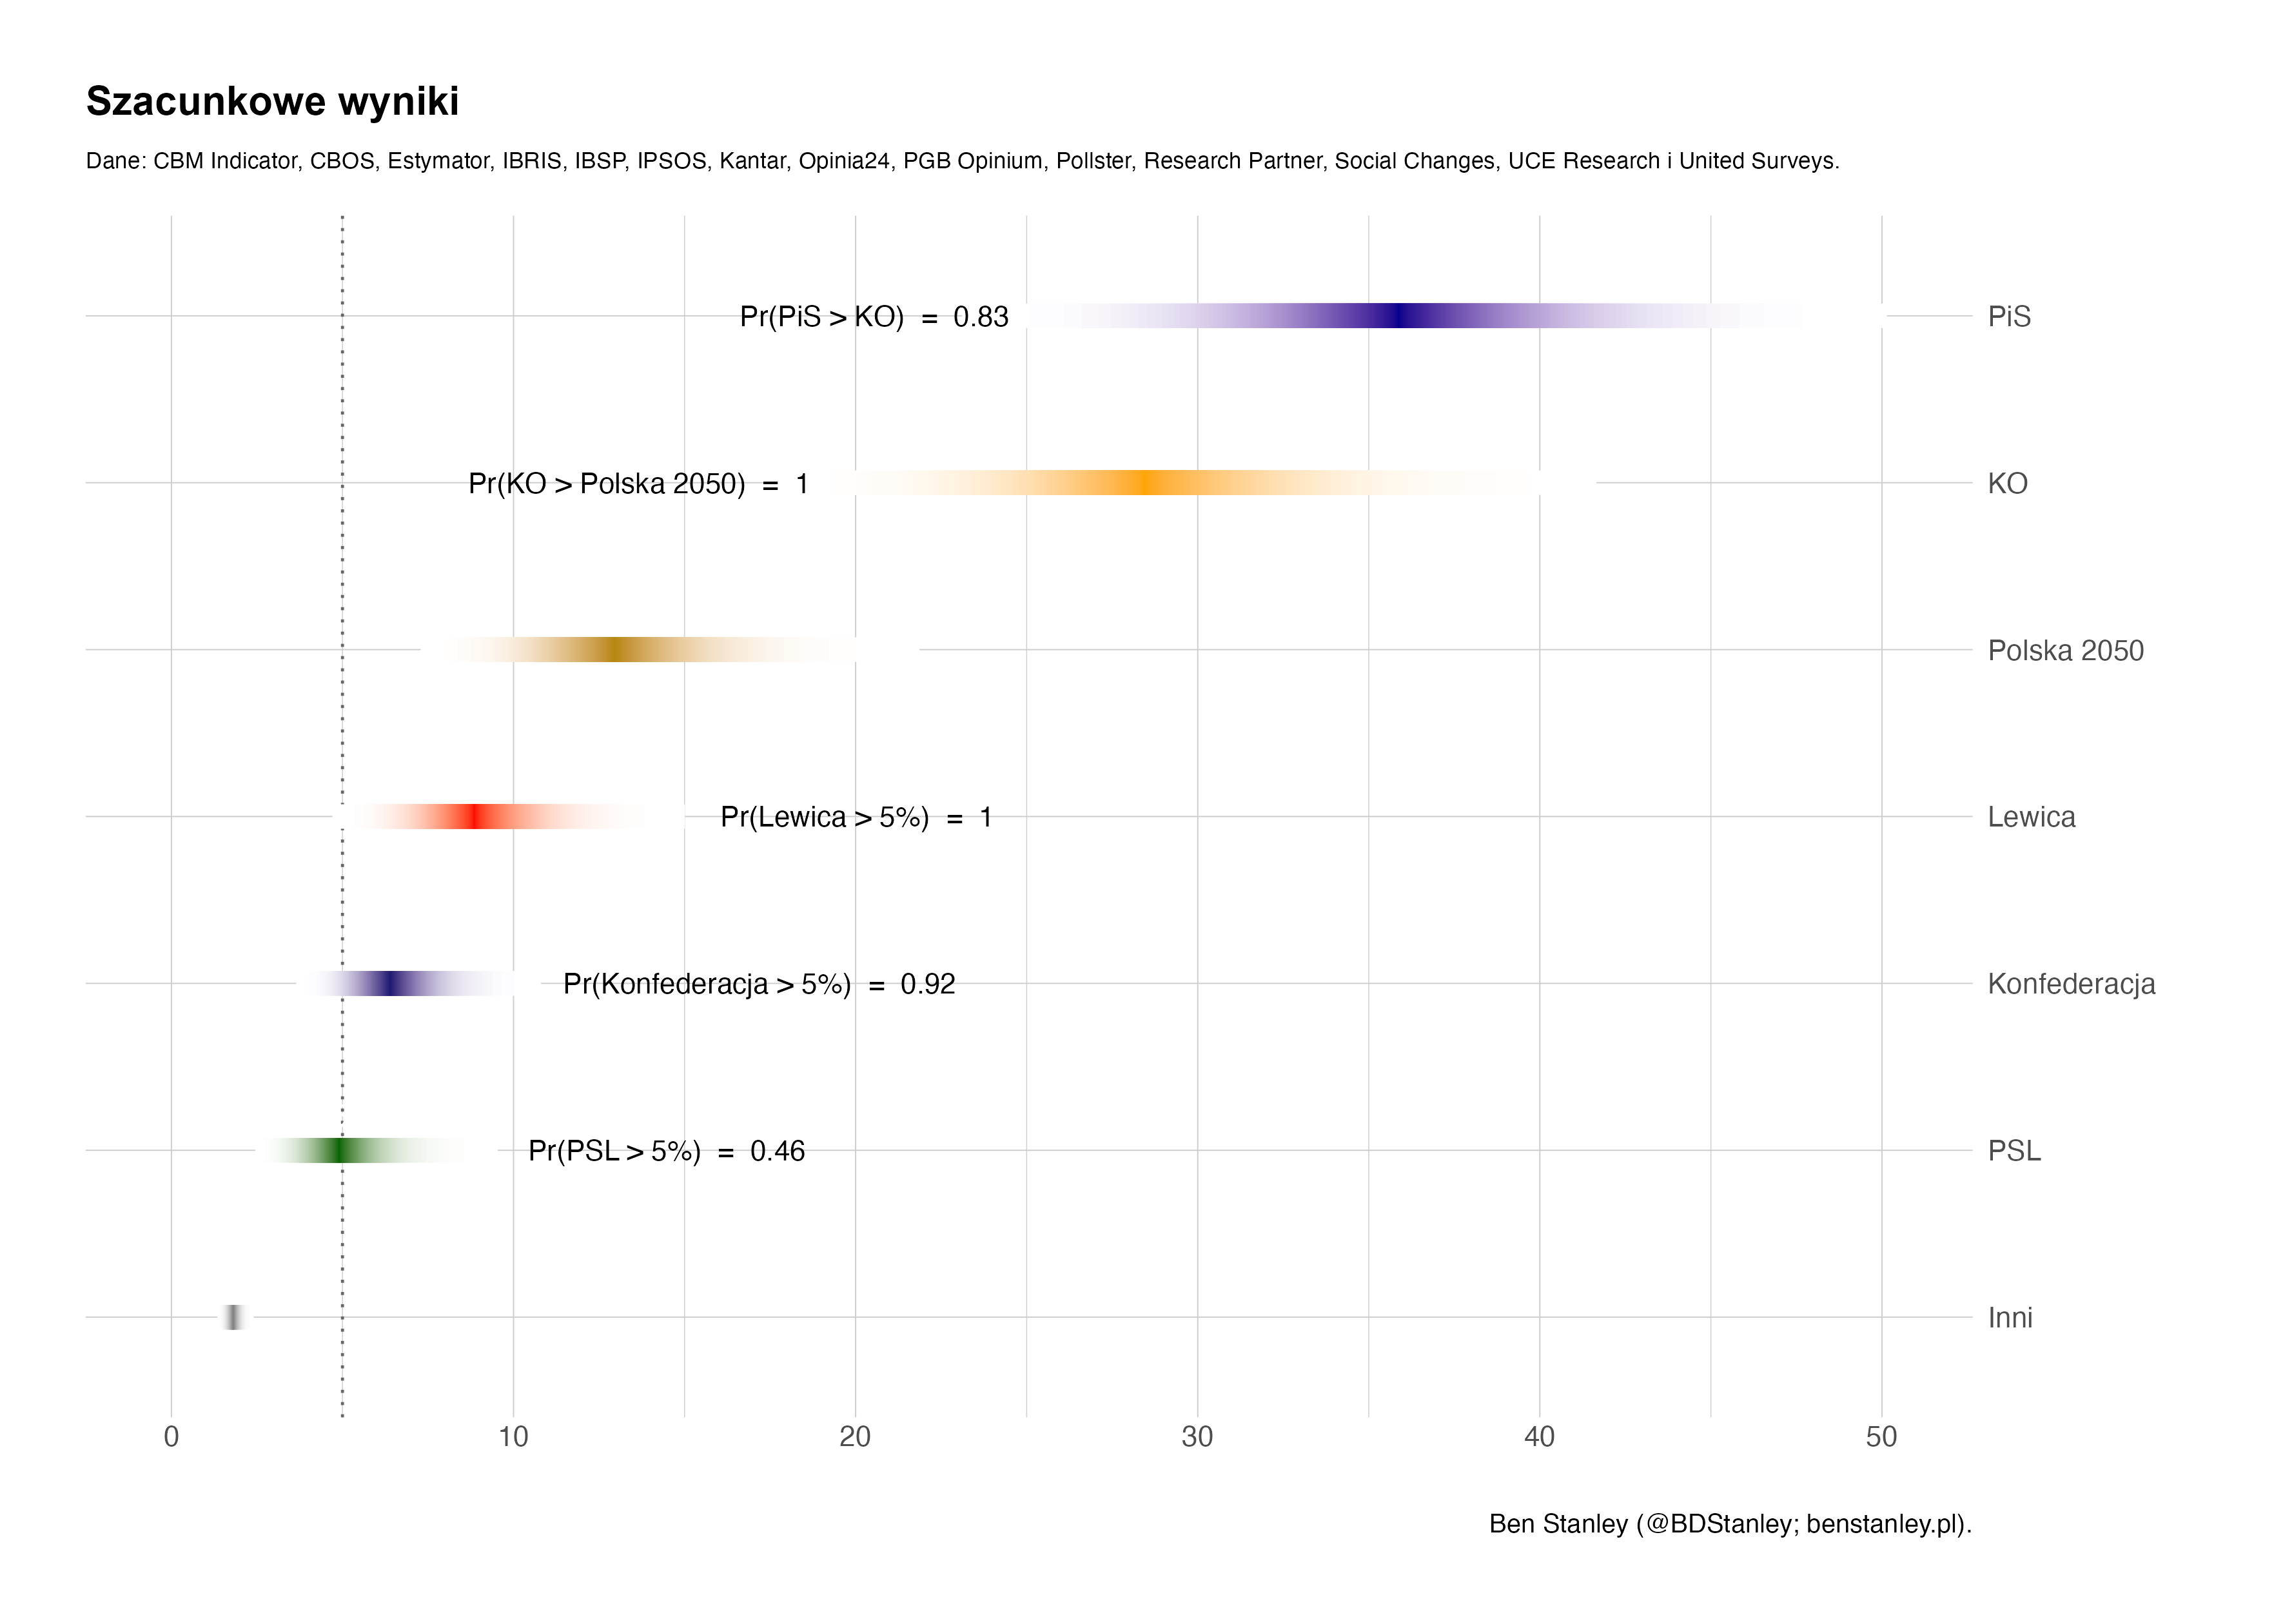 Szacunkowe wyniki
Dane: CBM Indicator, CBOS, Estymator, IBRIS, IBSP, IPSOS, Kantar, Opinia24, PGB Opinium, Pollster, Research Partner, Social Changes, UCE Research i United Surveys.
Pr(PiS > KO) = 0.83 PiS
Pr(KO > Polska 2050) = 1 KO
Polska 2050
Pr(Lewica > 5%) = 1 Lewica
Pr(Konfederacja > 5%) = 0.92 Konfederacja
Pr(PSL > 5%) = 0.46 PSL
Inni
0 10 20 30 40 50
Ben Stanley (@BDStanley; benstanley.pl).